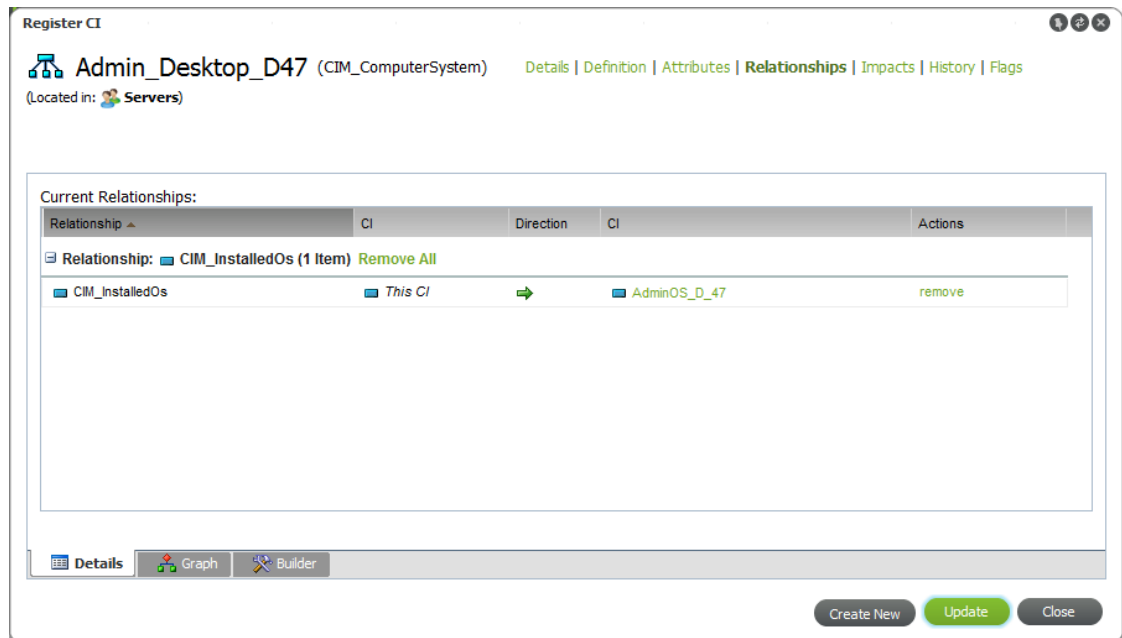 Register CI
Admin_Desktop_D47 (CIM_ComputerSystem) Details | Definition | Attributes | Relationships | Impacts | History | Flags
(Located in: Servers)
Current Relationships:
Relationship CI Direction CI Actions
Relationship: CIM_InstalledOs (1 Item) Remove All
CIM_InstalledOs This CI AdminOS_D_47 remove
Details Graph Builder
Create New Update Close